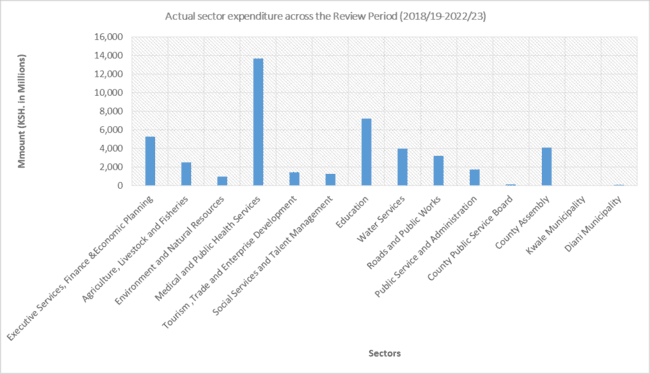 Actual sector expenditure across the Review Period (2018/19-2022/23)
Mmount (KSH. in Millions)
16,000
14,000
12,000
10,000
8,000
6,000
4,000
2,000
0
Executive Services, Finance &Economic Planning
Agriculture, Livestock and Fisheries
Environment and Natural Resources
Medical and Public Health Services
Tourism ,Trade and Enterprise Development
Social Services and Talent Management
Education
Water Services
Roads and Public Works
Public Service and Administration
County Public Service Board
County Assembly
Kwale Municipality
Diani Municipality
Sectors